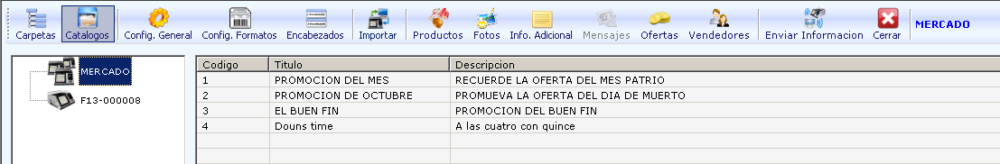 Carpetas Catalogos Config. General Config. Formatos Encabezados Importar Productos Fotos Info. Adicional Mensajes Ofertas Vendedores Enviar Informacion Cerrar MERCADO
MERCADO
F13-000008
Codigo Titulo Descripcion
1 PROMOCION DEL MES RECUERDE LA OFERTA DEL MES PATRIO
2 PROMOCION DE OCTUBRE PROMUEVA LA OFERTA DEL DIA DE MUERTO
3 EL BUEN FIN PROMOCION DEL BUEN FIN
4 Douns time A las cuatro con quince